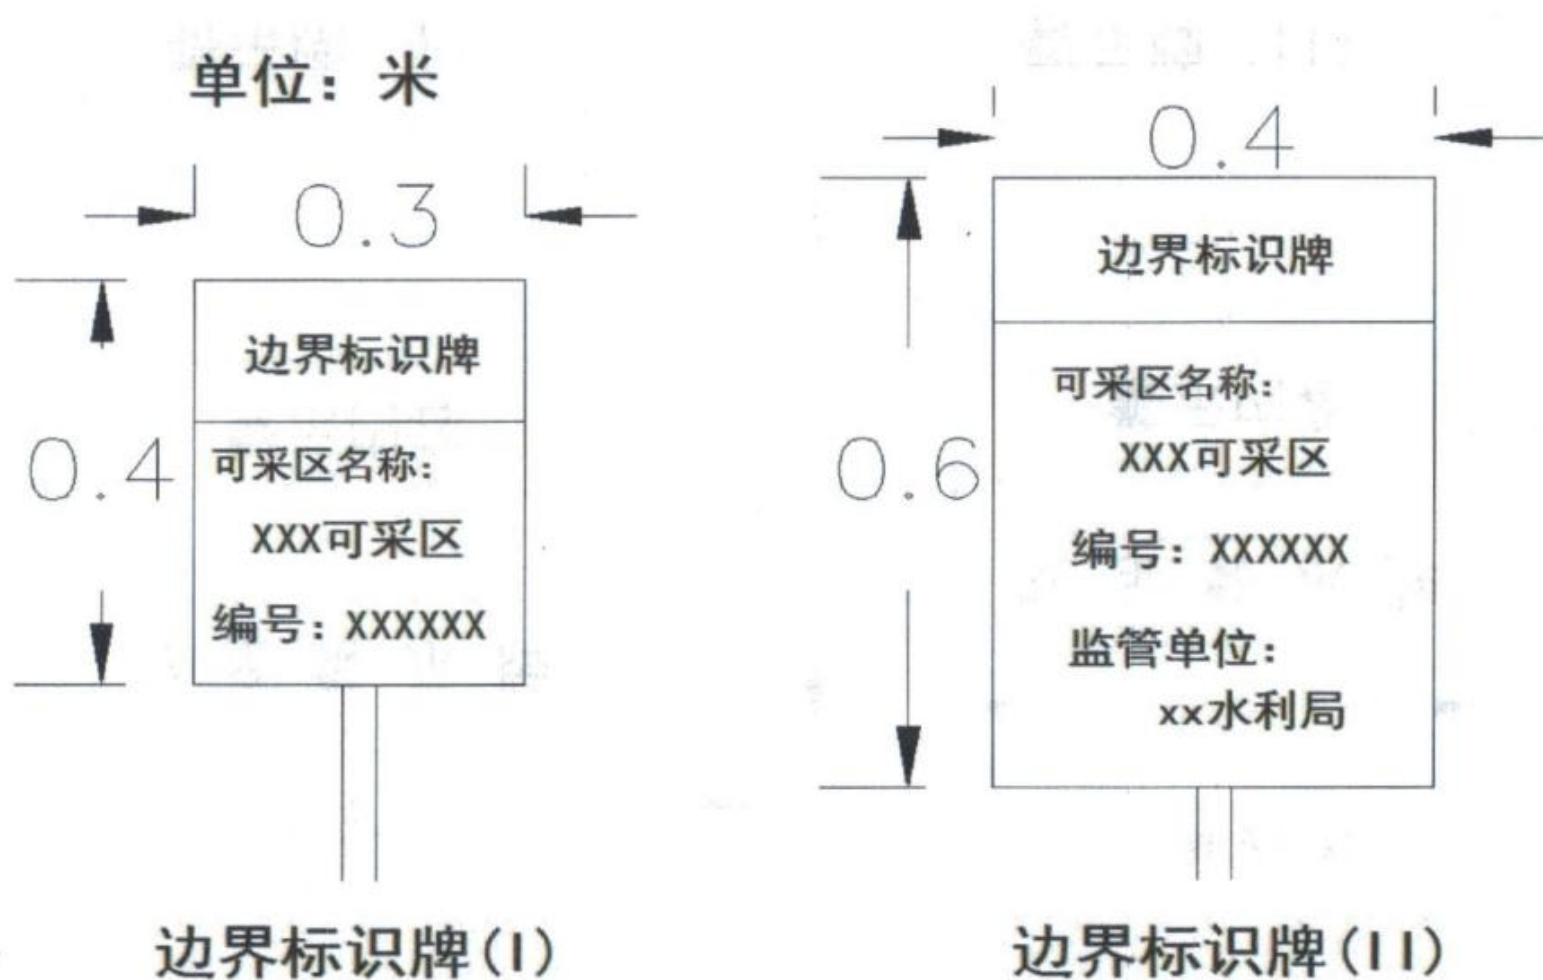 单位：米
0.3
边界标识牌
0.4
可采区名称：
XXX可采区
编号：XXXXXX
边界标识牌(I)
0.4
边界标识牌
0.6
可采区名称：
XXX可采区
编号：XXXXXX
监管单位：
xx水利局
边界标识牌(II)